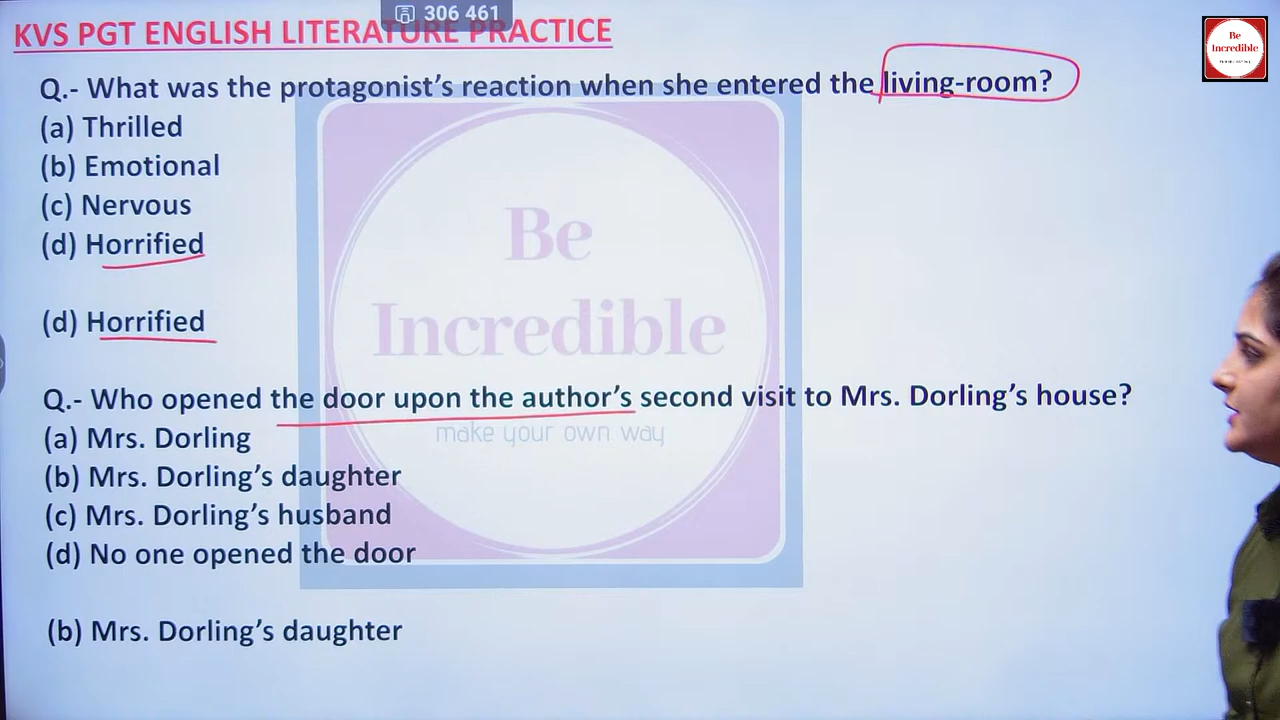 306 461
KVS PGT ENGLISH LITERATURE PRACTICE
Be
Incredible
Q.- What was the protagonist's reaction when she entered the living-room?
(a) Thrilled
(b) Emotional
(c) Nervous
(d) Horrified
(d) Horrified
Be
Incredible
make your own way
Q.- Who opened the door upon the author's second visit to Mrs. Dorling's house?
(a) Mrs. Dorling
(b) Mrs. Dorling's daughter
(c) Mrs. Dorling's husband
(d) No one opened the door
(b) Mrs. Dorling's daughter